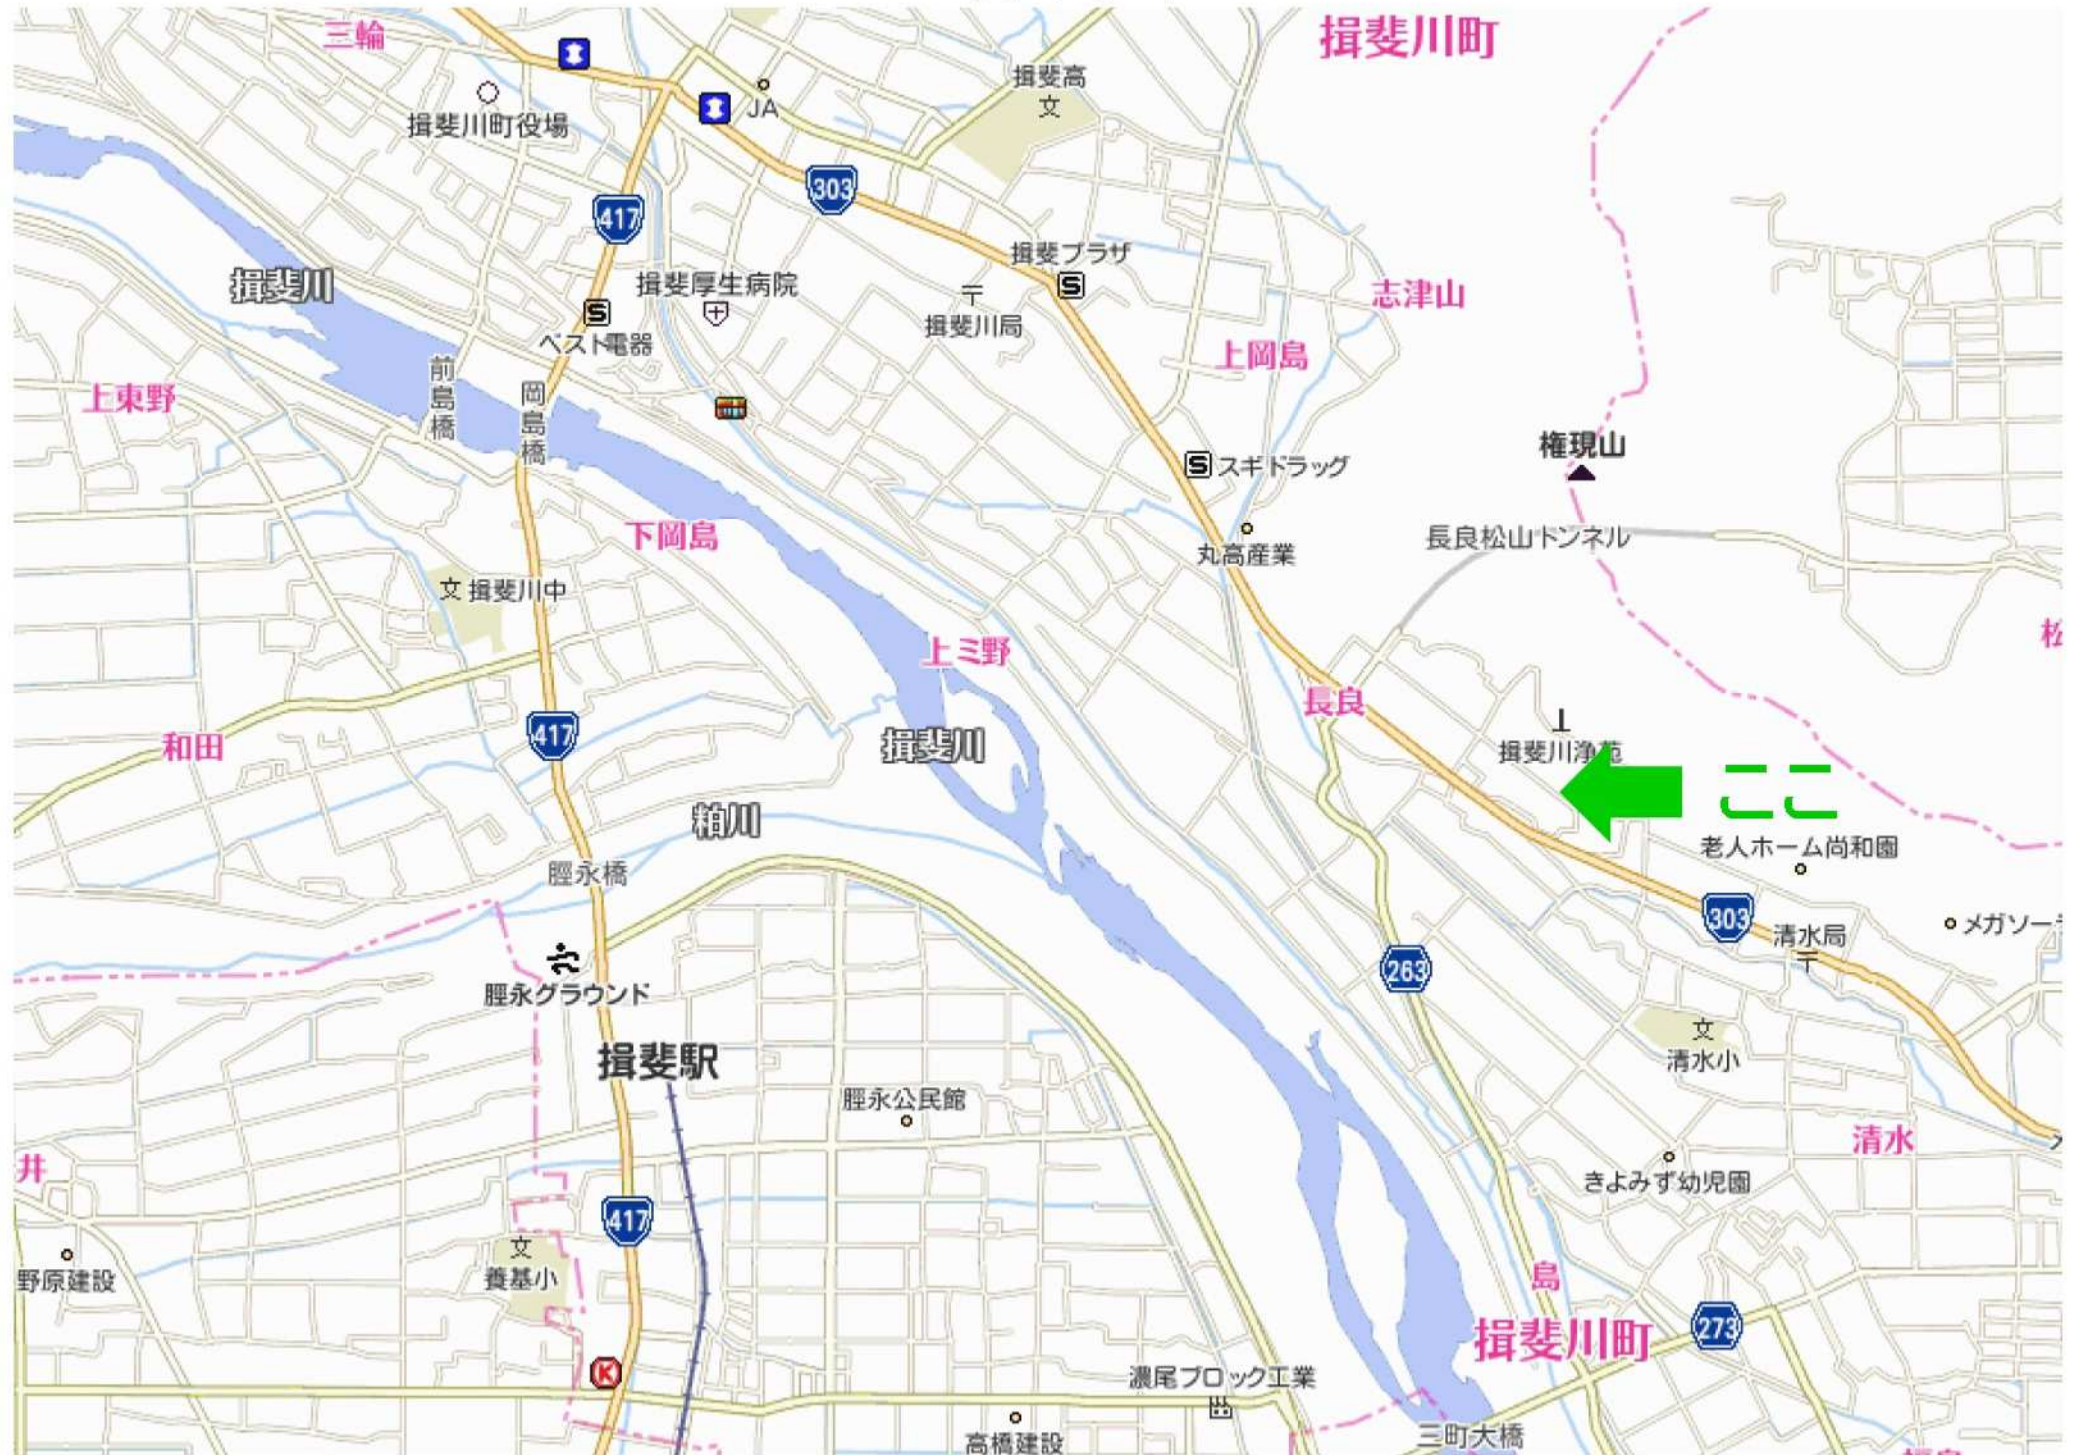 三輪
揖斐川町
揖斐高
文
JA
揖斐川町役場
303
417
揖斐プラザ
S
揖斐川
揖斐厚生病院
志津山
S
ベスト電器
〒
揖斐川局
上岡島
前島橋
岡島橋
上東野
権現山
S スギドラッグ
下岡島
長良松山トンネル
丸高産業
文 揖斐川中
上ミ野
長良
417
和田
揖斐川
揖斐川浄苑
ここ
粕川
老人ホーム尚和園
脛永橋
303
清水局
〒
メガソー
263
脛永グラウンド
文
清水小
揖斐駅
脛永公民館
清水
井
きよみず幼児園
417
文
養基小
野原建設
島
273
揖斐川町
K
濃尾ブロック工業
高橋建設
三町大橋